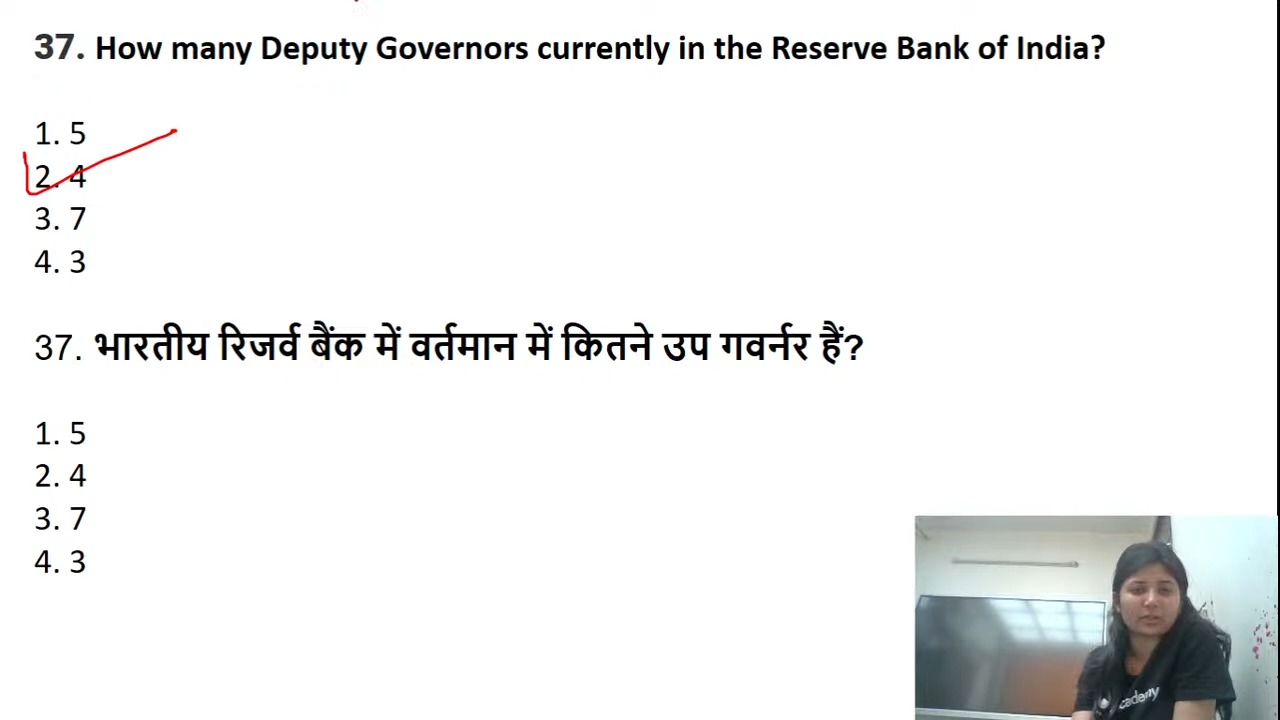 37. How many Deputy Governors currently in the Reserve Bank of India?
1. 5
2. 4
3. 7
4. 3
37. भारतीय रिजर्व बैंक में वर्तमान में कितने उप गवर्नर हैं?
1. 5
2. 4
3. 7
4. 3
cademy